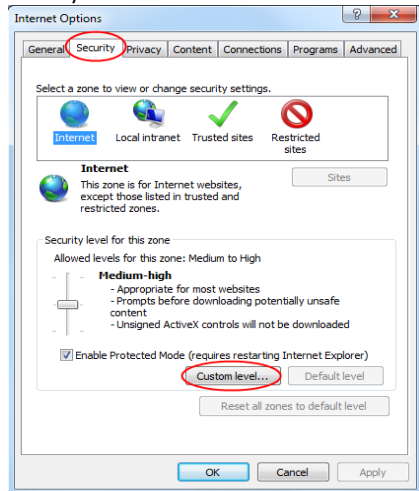 Internet Options
General Security Privacy Content Connections Programs Advanced
Select a zone to view or change security settings.
Internet Local intranet Trusted sites Restricted
sites
Internet
Sites
This zone is for Internet websites,
except those listed in trusted and
restricted zones.
Security level for this zone
Allowed levels for this zone: Medium to High
Medium-high
- Appropriate for most websites
- Prompts before downloading potentially unsafe
content
- Unsigned ActiveX controls will not be downloaded
Enable Protected Mode (requires restarting Internet Explorer)
Custom level... Default level
Reset all zones to default level
OK Cancel Apply